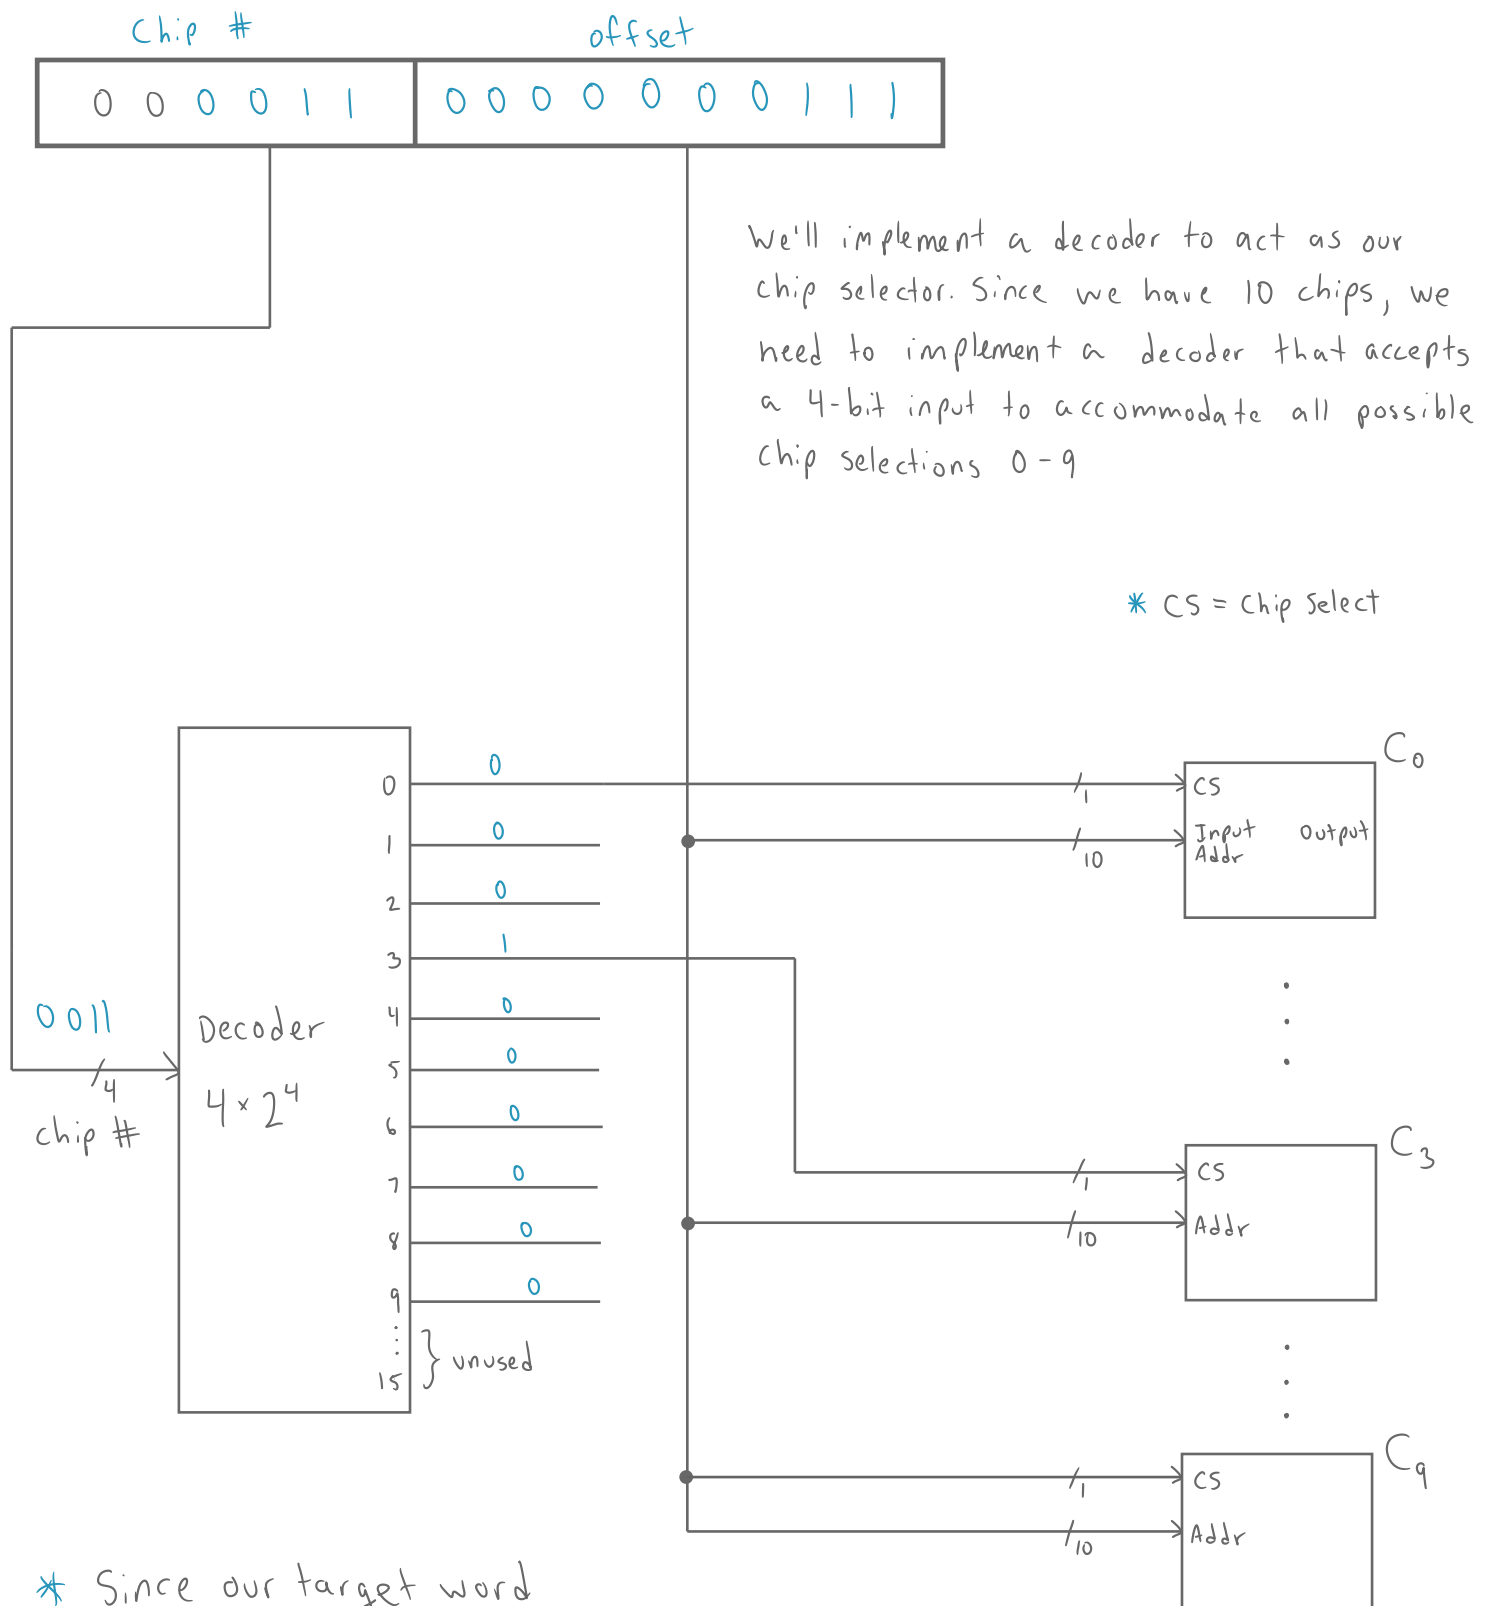 Chip #
offset
0 0 0 0 1 1
0 0 0 0 0 0 0 1 1 1
We'll implement a decoder to act as our
chip selector. Since we have 10 chips, we
need to implement a decoder that accepts
a 4-bit input to accommodate all possible
Chip selections 0-9
* CS = Chip Select
C0
0
0
CS
1
Input
Addr
Output
1
0
10
2
0
3
1
4
0
0011
Decoder
4 × 2^4
5
0
4
chip #
6
0
C3
7
0
CS
1
8
0
Addr
10
9
0
15
} unused
C9
CS
1
Addr
10
* Since our target word